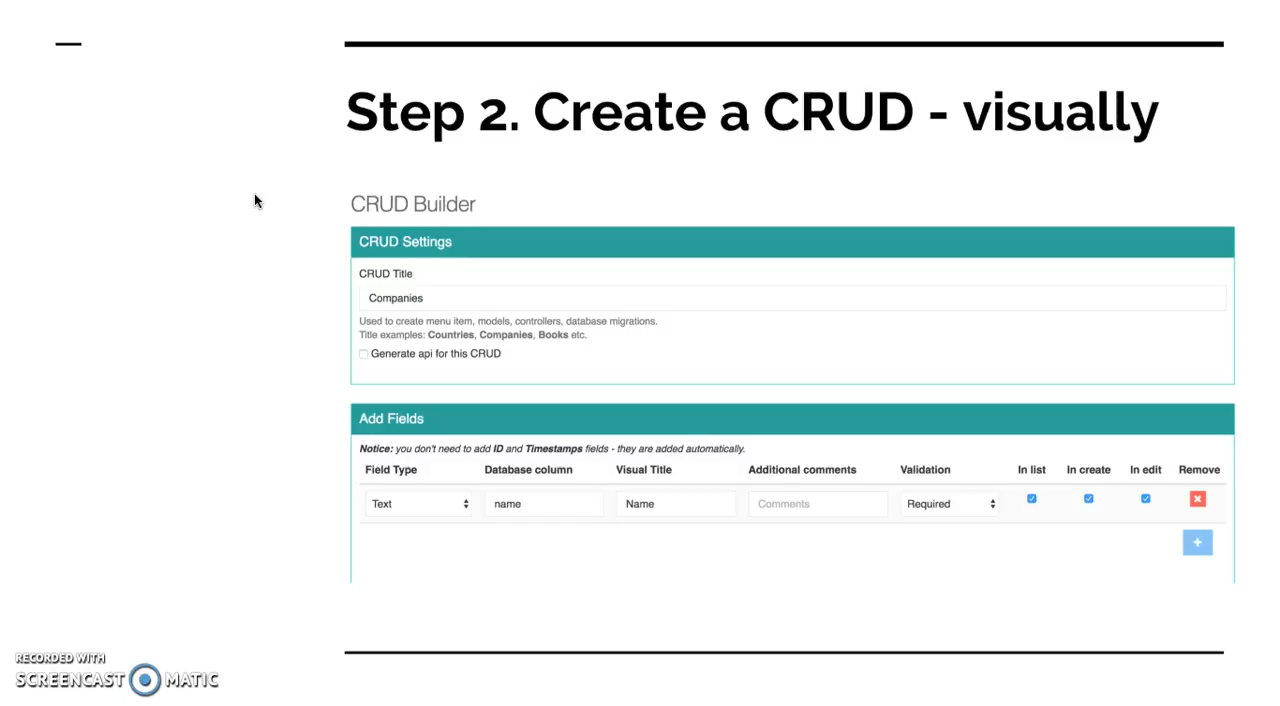 Step 2. Create a CRUD - visually
CRUD Builder
CRUD Settings
CRUD Title
Companies
Used to create menu item, models, controllers, database migrations.
Title examples: Countries, Companies, Books etc.
Generate api for this CRUD
Add Fields
Notice: you don't need to add ID and Timestamps fields - they are added automatically.
Field Type Database column Visual Title Additional comments Validation In list In create In edit Remove
Text name Name Comments Required
RECORDED WITH
SCREENCAST MATIC